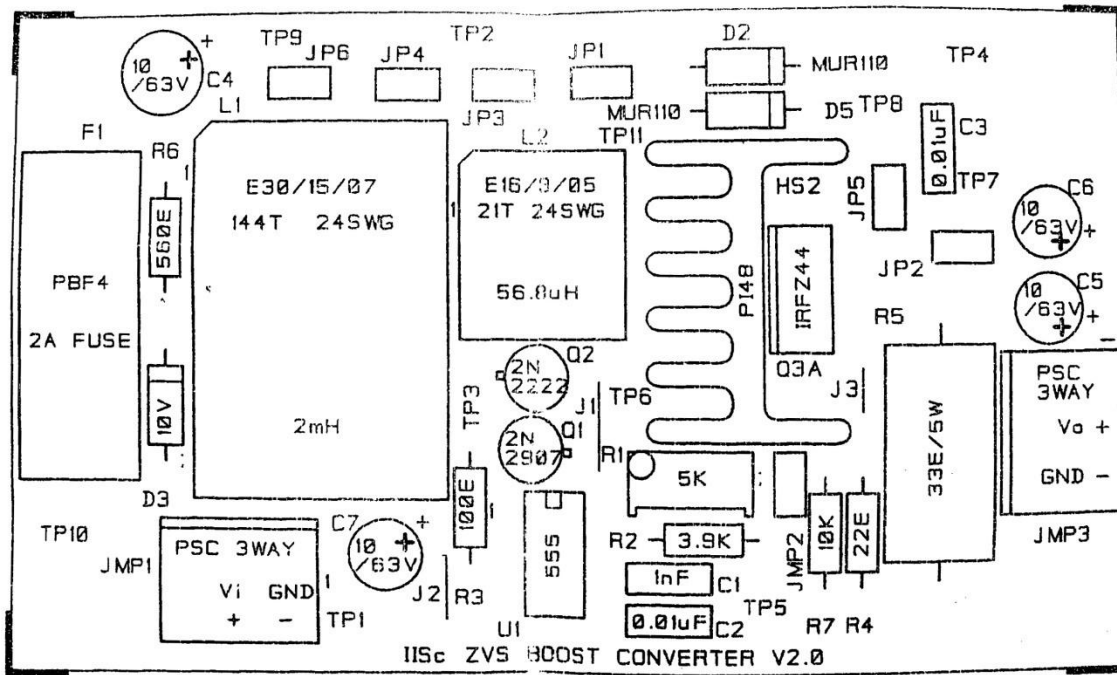 TP9
TP2
D2
TP4
10
/63V
+
C4
JP6
JP4
JP1
MUR110
L1
JP3
MUR110
D5
TP8
F1
L2
TP11
0.01uF
C3
R6
E30/15/07
1
E16/9/05
HS2
JP5
TP7
C6
144T 24SWG
21T 24SWG
10
/63V
+
560E
JP2
PBF4
56.8uH
PI48
IRFZ44
C5
10
/63V
+
2A FUSE
R5
Q2
Q3A
PSC
3WAY
-
2N
2222
J3
10V
TP3
J1
TP6
Vo +
2mH
Q1
2N
2907
R1
5K
33E/5W
GND -
D3
100E
1
C7
+
TP10
PSC 3WAY
10
/63V
555
R2
3.9K
JMP2
10K
22E
JMP3
JMP1
Vi GND
1
J2
R3
1nF
C1
+ -
TP1
U1
0.01uF
C2
TP5
R7 R4
IISc ZVS BOOST CONVERTER V2.0